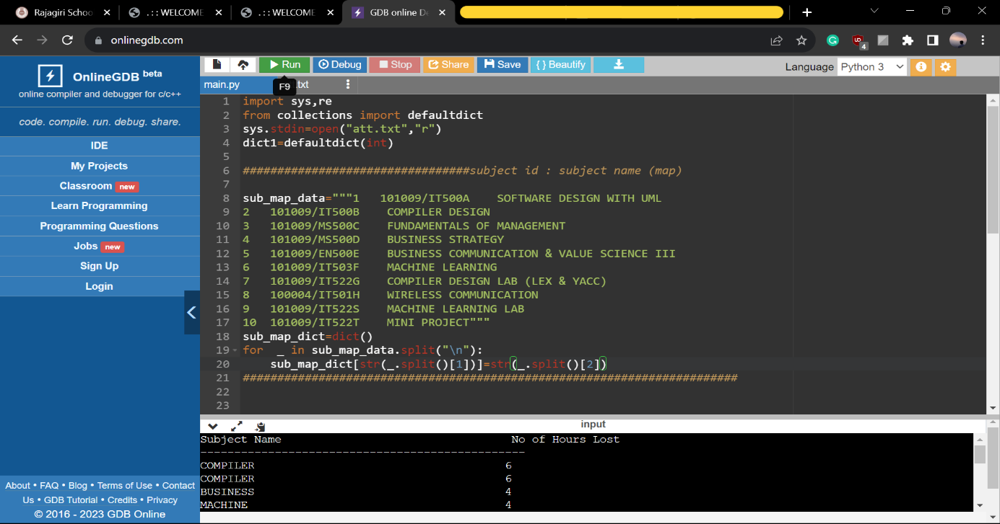 Rajagiri Schoo
.:: WELCOME
.:: WELCOME
GDB online De
onlinegdb.com
4
OnlineGDB beta
online compiler and debugger for c/c++
code. compile. run. debug. share.
IDE
My Projects
Classroom new
Learn Programming
Programming Questions
Jobs new
Sign Up
Login
About • FAQ • Blog • Terms of Use • Contact
Us • GDB Tutorial • Credits • Privacy
© 2016 - 2023 GDB Online
Run Debug Stop Share Save { } Beautify Language Python 3
main.py .txt
F9
1 import sys,re
2 from collections import defaultdict
3 sys.stdin=open("att.txt","r")
4 dict1=defaultdict(int)
5
6 #################################subject id : subject name (map)
7
8 sub_map_data="""1 101009/IT500A SOFTWARE DESIGN WITH UML
9 2 101009/IT500B COMPILER DESIGN
10 3 101009/MS500C FUNDAMENTALS OF MANAGEMENT
11 4 101009/MS500D BUSINESS STRATEGY
12 5 101009/EN500E BUSINESS COMMUNICATION & VALUE SCIENCE III
13 6 101009/IT503F MACHINE LEARNING
14 7 101009/IT522G COMPILER DESIGN LAB (LEX & YACC)
15 8 100004/IT501H WIRELESS COMMUNICATION
16 9 101009/IT522S MACHINE LEARNING LAB
17 10 101009/IT522T MINI PROJECT"""
18 sub_map_dict=dict()
19 for _ in sub_map_data.split("\n"):
20 sub_map_dict[str(_.split()[1])]=str(_.split()[2])
21 ########################################################################
22
23
input
Subject Name No of Hours Lost
------------------------------------------------
COMPILER 6
COMPILER 6
BUSINESS 4
MACHINE 4